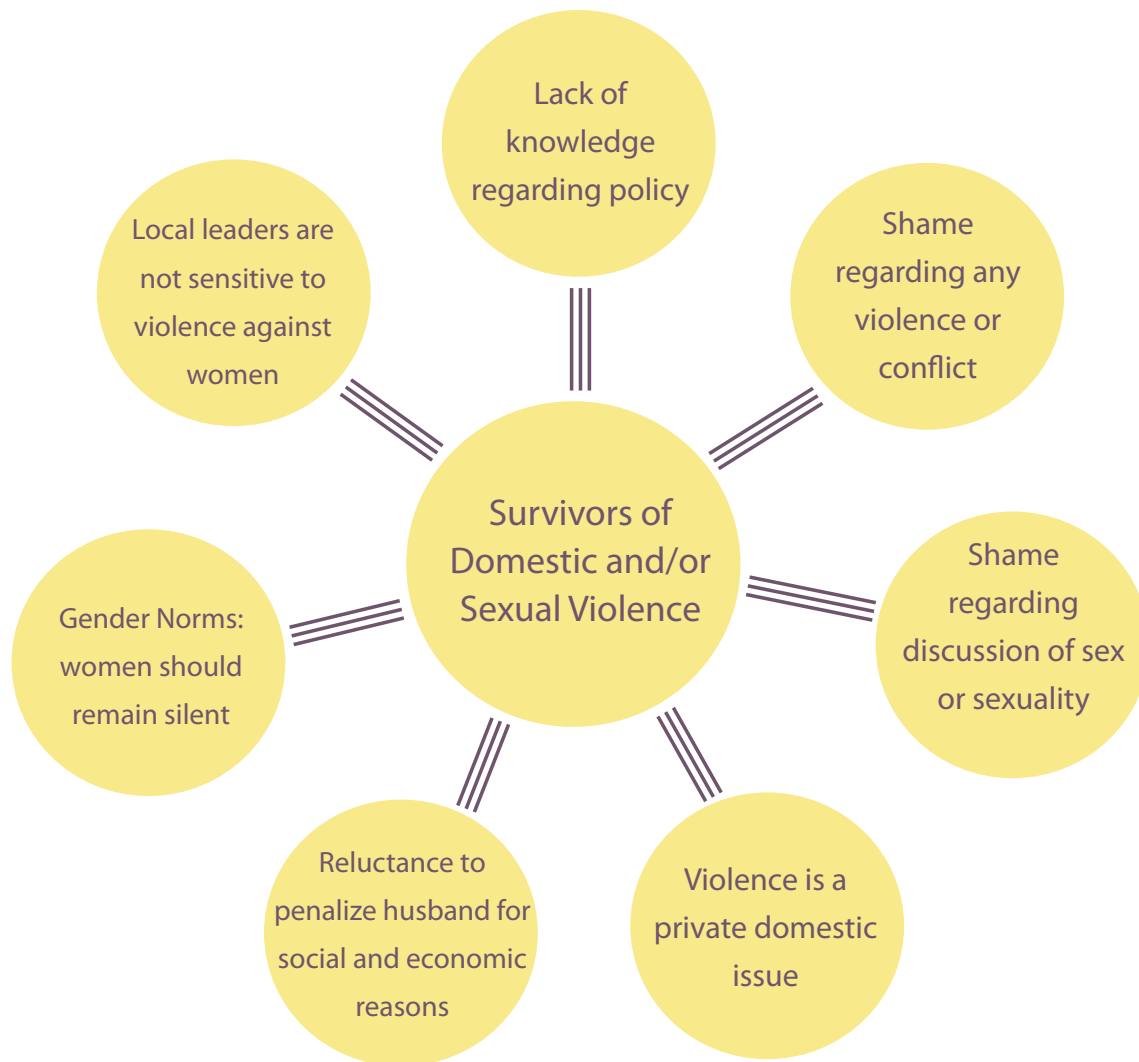 Lack of
knowledge
regarding policy
Shame
regarding any
violence or
conflict
Shame
regarding
discussion of sex
or sexuality
Violence is a
private domestic
issue
Reluctance to
penalize husband for
social and economic
reasons
Gender Norms:
women should
remain silent
Local leaders are
not sensitive to
violence against
women
Survivors of
Domestic and/or
Sexual Violence